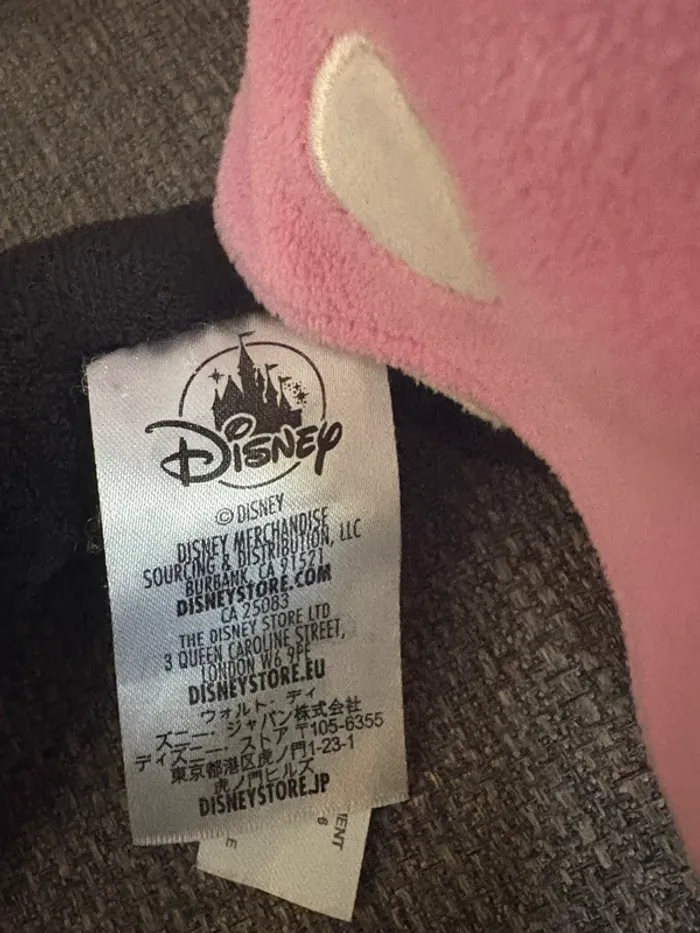 Disney
© DISNEY
DISNEY MERCHANDISE
SOURCING & DISTRIBUTION, LLC
BURBANK, CA 91521
DISNEYSTORE.COM
CA 25083
THE DISNEY STORE LTD
3 QUEEN CAROLINE STREET,
LONDON W6 9PE
DISNEYSTORE.EU
ウォルト・ディ
ズニー・ジャパン株式会社
ディズニー・ストア 〒105-6355
東京都港区虎ノ門1-23-1
虎ノ門ヒルズ
DISNEYSTORE.JP